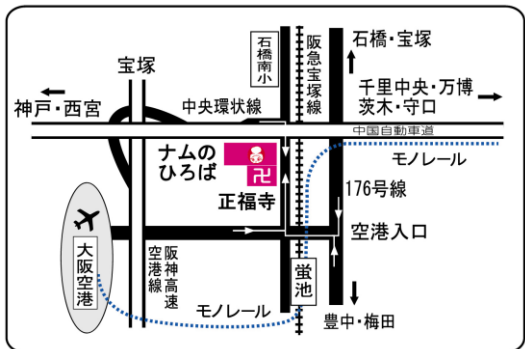 石橋・宝塚
石橋南小
阪急宝塚線
宝塚
千里中央・万博
茨木・守口
神戸・西宮
中央環状線
中国自動車道
ナムの
ひろば
卍
モノレール
正福寺
176号線
空港入口
大阪空港
阪神高速
空港線
蛍池
モノレール
豊中・梅田